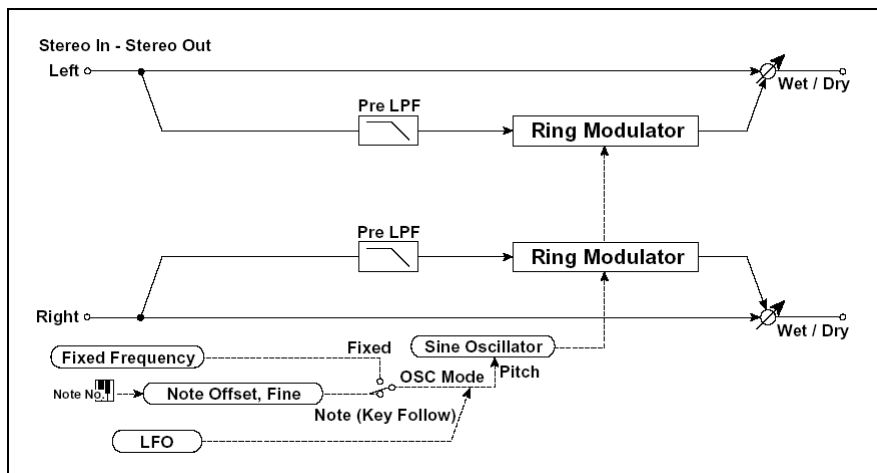 Stereo In - Stereo Out
Left
Wet / Dry
Pre LPF
Ring Modulator
Pre LPF
Ring Modulator
Right
Wet / Dry
Fixed Frequency
Fixed
Sine Oscillator
OSC Mode
Pitch
Note No.
Note Offset, Fine
Note (Key Follow)
LFO